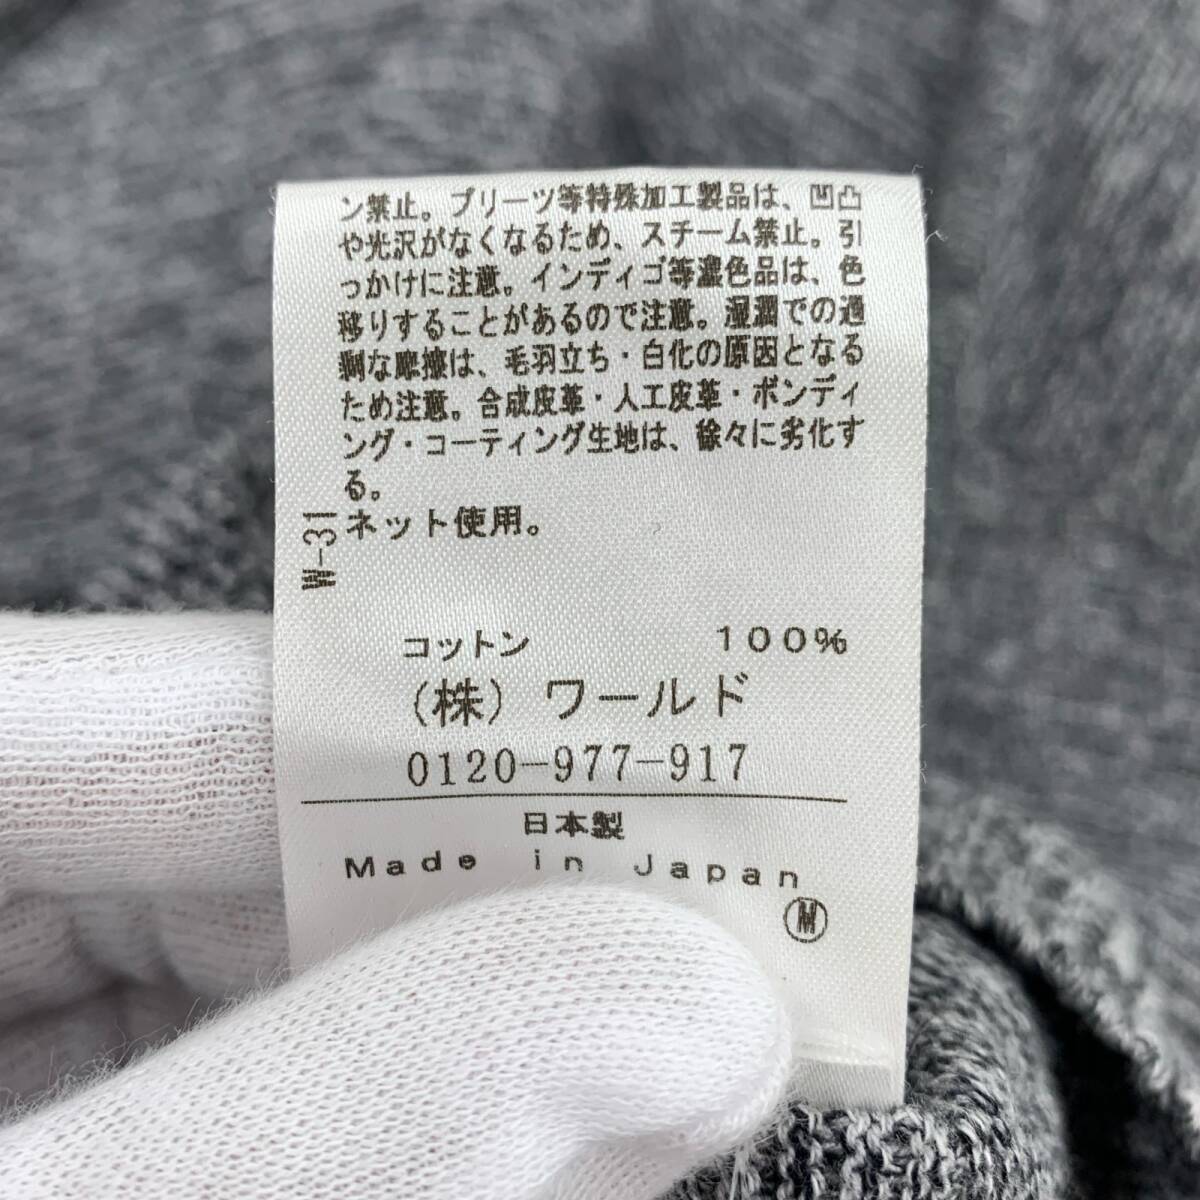 ン禁止。プリーツ等特殊加工製品は、凹凸
や光沢がなくなるため、スチーム禁止。引
っかけに注意。インディゴ等濃色品は、色
移りすることがあるので注意。湿潤での過
剰な摩擦は、毛羽立ち・白化の原因となる
ため注意。合成皮革・人工皮革・ボンディ
ング・コーティング生地は、徐々に劣化す
る。
ネット使用。
W-31
コットン 100%
(株) ワールド
0120-977-917
日本製
Made in Japan
M